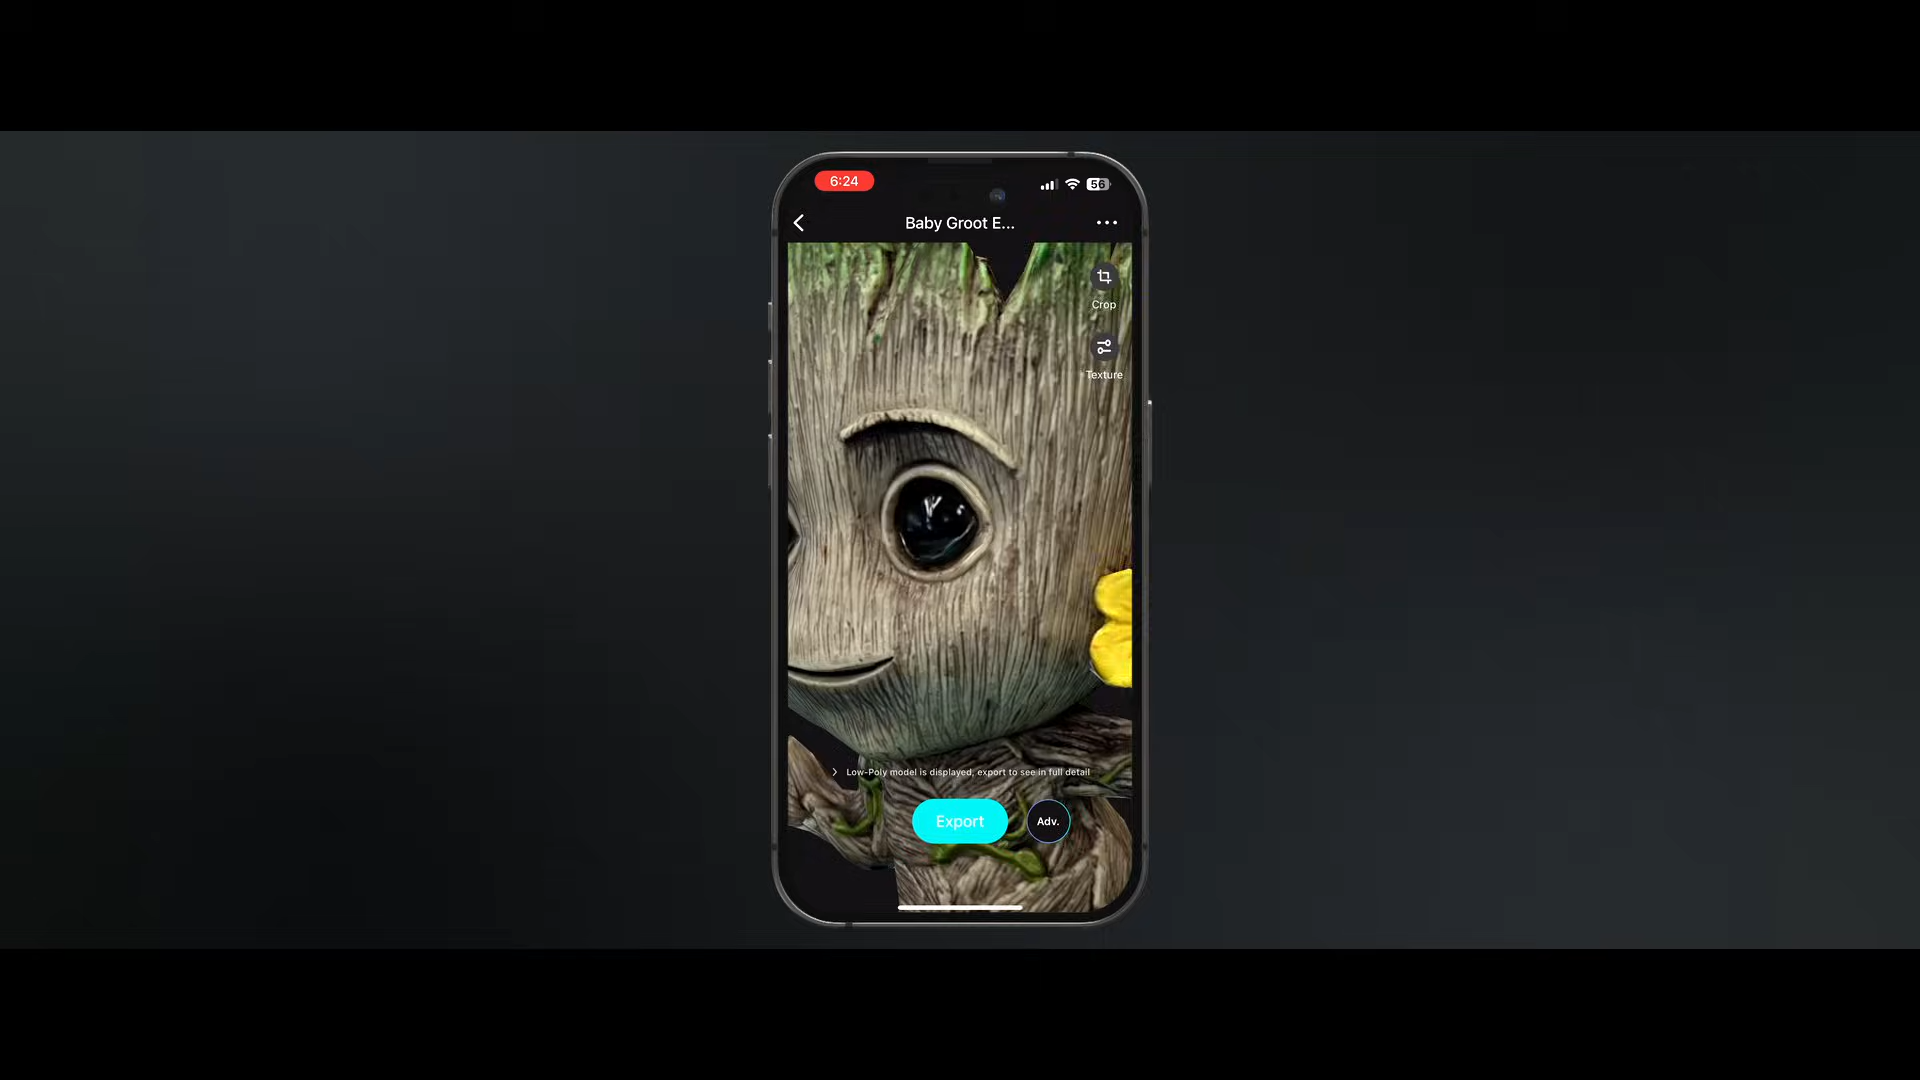 6:24
56
Baby Groot E...
Crop
Texture
Low-Poly model is displayed, export to see in full detail
Export
Adv.